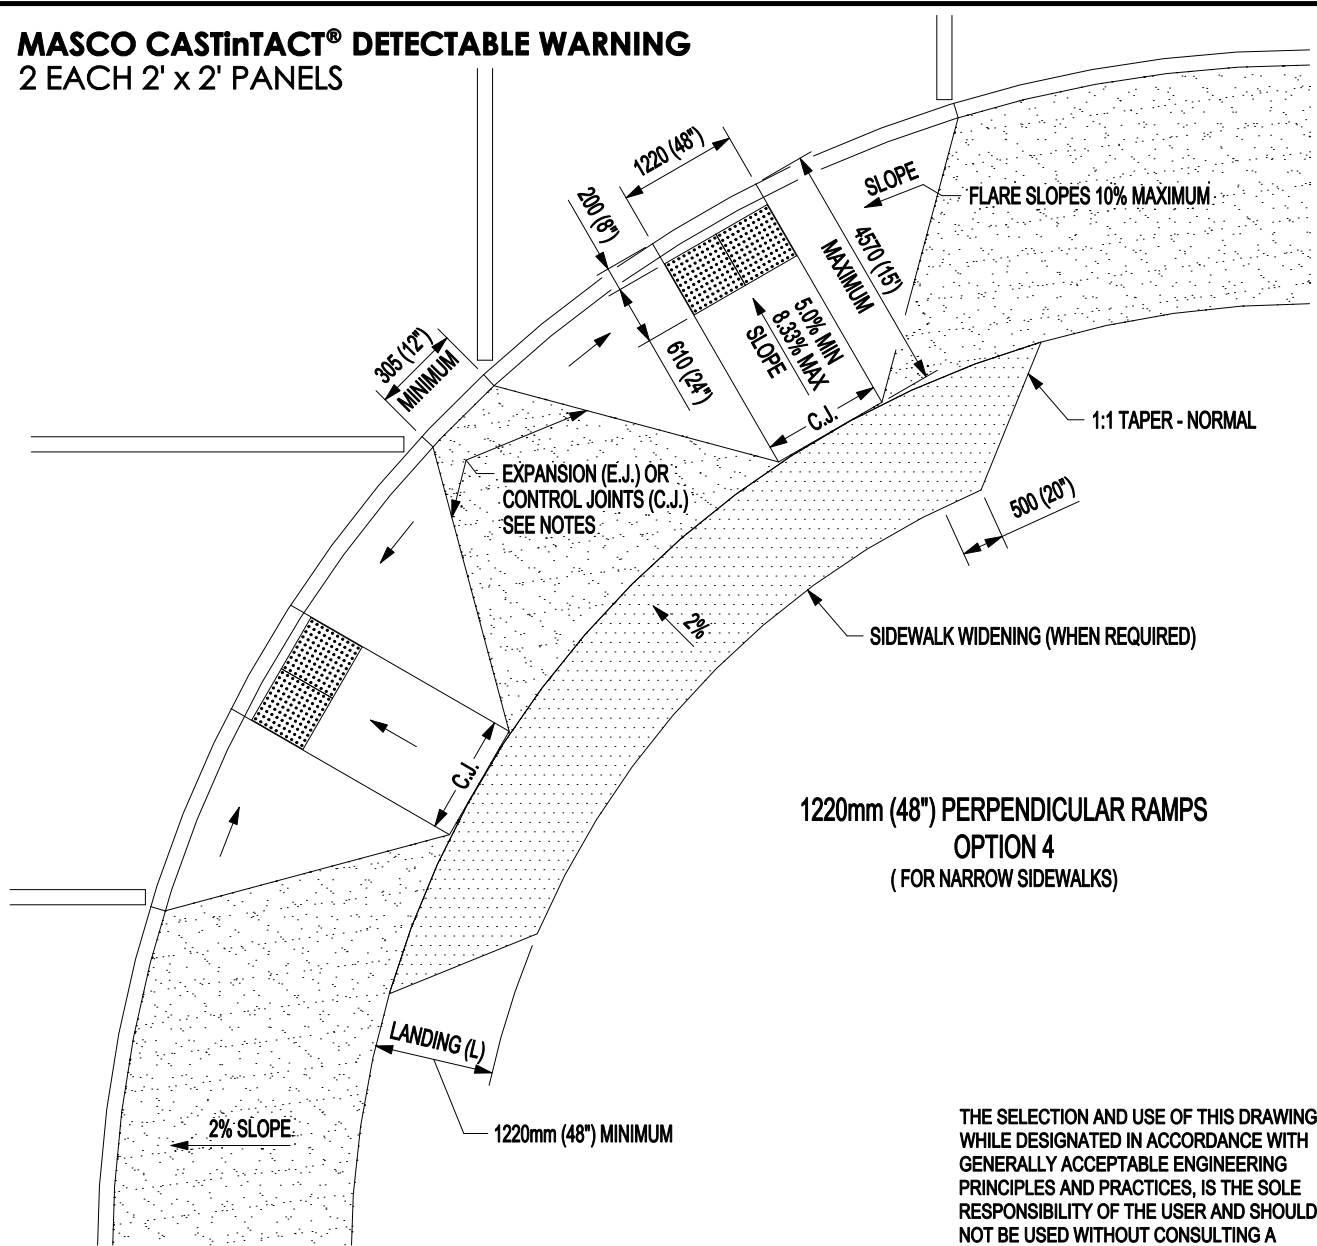 MASCO CASTinTACT® DETECTABLE WARNING
2 EACH 2' x 2' PANELS
1220 (48")
200 (8")
SLOPE
FLARE SLOPES 10% MAXIMUM
4570 (15')
MAXIMUM
305 (12")
MINIMUM
610 (24")
5.0% MIN
8.33% MAX
SLOPE
C.J.
1:1 TAPER - NORMAL
EXPANSION (E.J.) OR
CONTROL JOINTS (C.J.)
SEE NOTES
500 (20")
2%
SIDEWALK WIDENING (WHEN REQUIRED)
C.J.
1220mm (48") PERPENDICULAR RAMPS
OPTION 4
( FOR NARROW SIDEWALKS)
LANDING (L)
2% SLOPE
1220mm (48") MINIMUM
THE SELECTION AND USE OF THIS DRAWING
WHILE DESIGNATED IN ACCORDANCE WITH
GENERALLY ACCEPTABLE ENGINEERING
PRINCIPLES AND PRACTICES, IS THE SOLE
RESPONSIBILITY OF THE USER AND SHOULD
NOT BE USED WITHOUT CONSULTING A